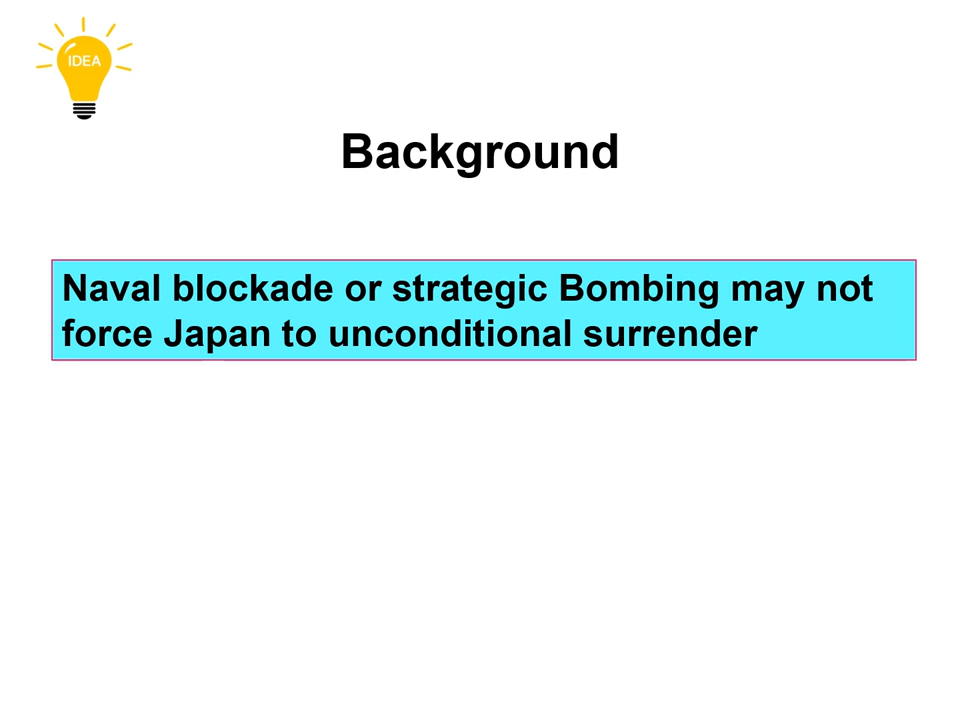 IDEA
Background
Naval blockade or strategic Bombing may not
force Japan to unconditional surrender